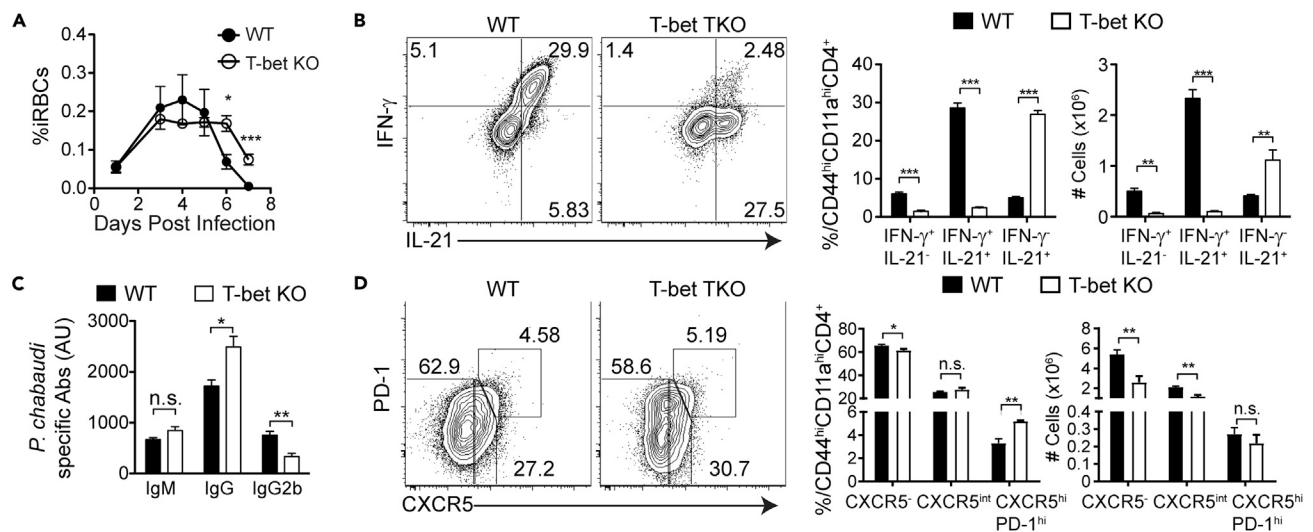 A
%iRBCs
0.4
0.3
0.2
0.1
0.0
WT
T-bet KO
*
***
0 2 4 6 8
Days Post Infection
B
WT
T-bet TKO
5.1
29.9
5.83
1.4
2.48
27.5
IFN-γ
IL-21
WT
T-bet KO
%/CD44hiCD11ahiCD4+
40
30
20
10
0
***
***
***
IFN-γ+ IFN-γ+ IFN-γ-
IL-21- IL-21+ IL-21+
# Cells (x10⁶)
3
2
1
0
**
***
**
IFN-γ+ IFN-γ+ IFN-γ-
IL-21- IL-21+ IL-21+
C
WT
T-bet KO
P. chabaudi
specific Abs (AU)
3000
2000
1000
0
n.s.
*
**
IgM IgG IgG2b
D
WT
T-bet TKO
4.58
62.9
27.2
5.19
58.6
30.7
PD-1
CXCR5
WT
T-bet KO
%/CD44hiCD11ahiCD4+
80
60
40
20
6
4
2
0
*
n.s.
**
CXCR5- CXCR5int CXCR5hi
PD-1hi
# Cells (x10⁶)
8
6
4
2
0.4
0.3
0.2
0.1
0
**
**
n.s.
CXCR5- CXCR5int CXCR5hi
PD-1hi